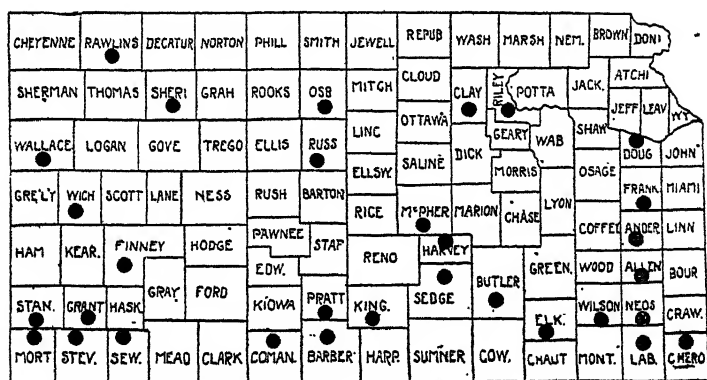 CHEYENNE RAWLINS DECATUR NORTON PHILL SMITH JEWELL REPUB WASH MARSH NEM. BROWN DONI
SHERMAN THOMAS SHERI GRAH ROOKS OSB MITCH CLOUD CLAY RILEY POTTA JACK. ATCHI
JEFF LEAV. WY
WALLACE LOGAN GOVE TREGO ELLIS RUSS LINC OTTAWA DICK GEARY WAB SHAW DOUG JOHN
ELLSW. SALINE MORRIS OSAGE
GRE'LY WICH SCOTT LANE NESS RUSH BARTON RICE McPHER MARION CHASE LYON FRANK MIAMI
HAM KEAR. FINNEY HODGE PAWNEE STAF RENO HARVEY COFFEE ANDER LINN
EDW. BUTLER GREEN. WOOD ALLEN BOUR
STAN. GRANT HASK. GRAY FORD KIOWA PRATT KING. SEDGE ELK. WILSON NEOS CRAW.
MORT STEV. SEW. MEAD CLARK COMAN. BARBER HARP. SUMNER COW. CHAUT MONT. LAB. CHERO